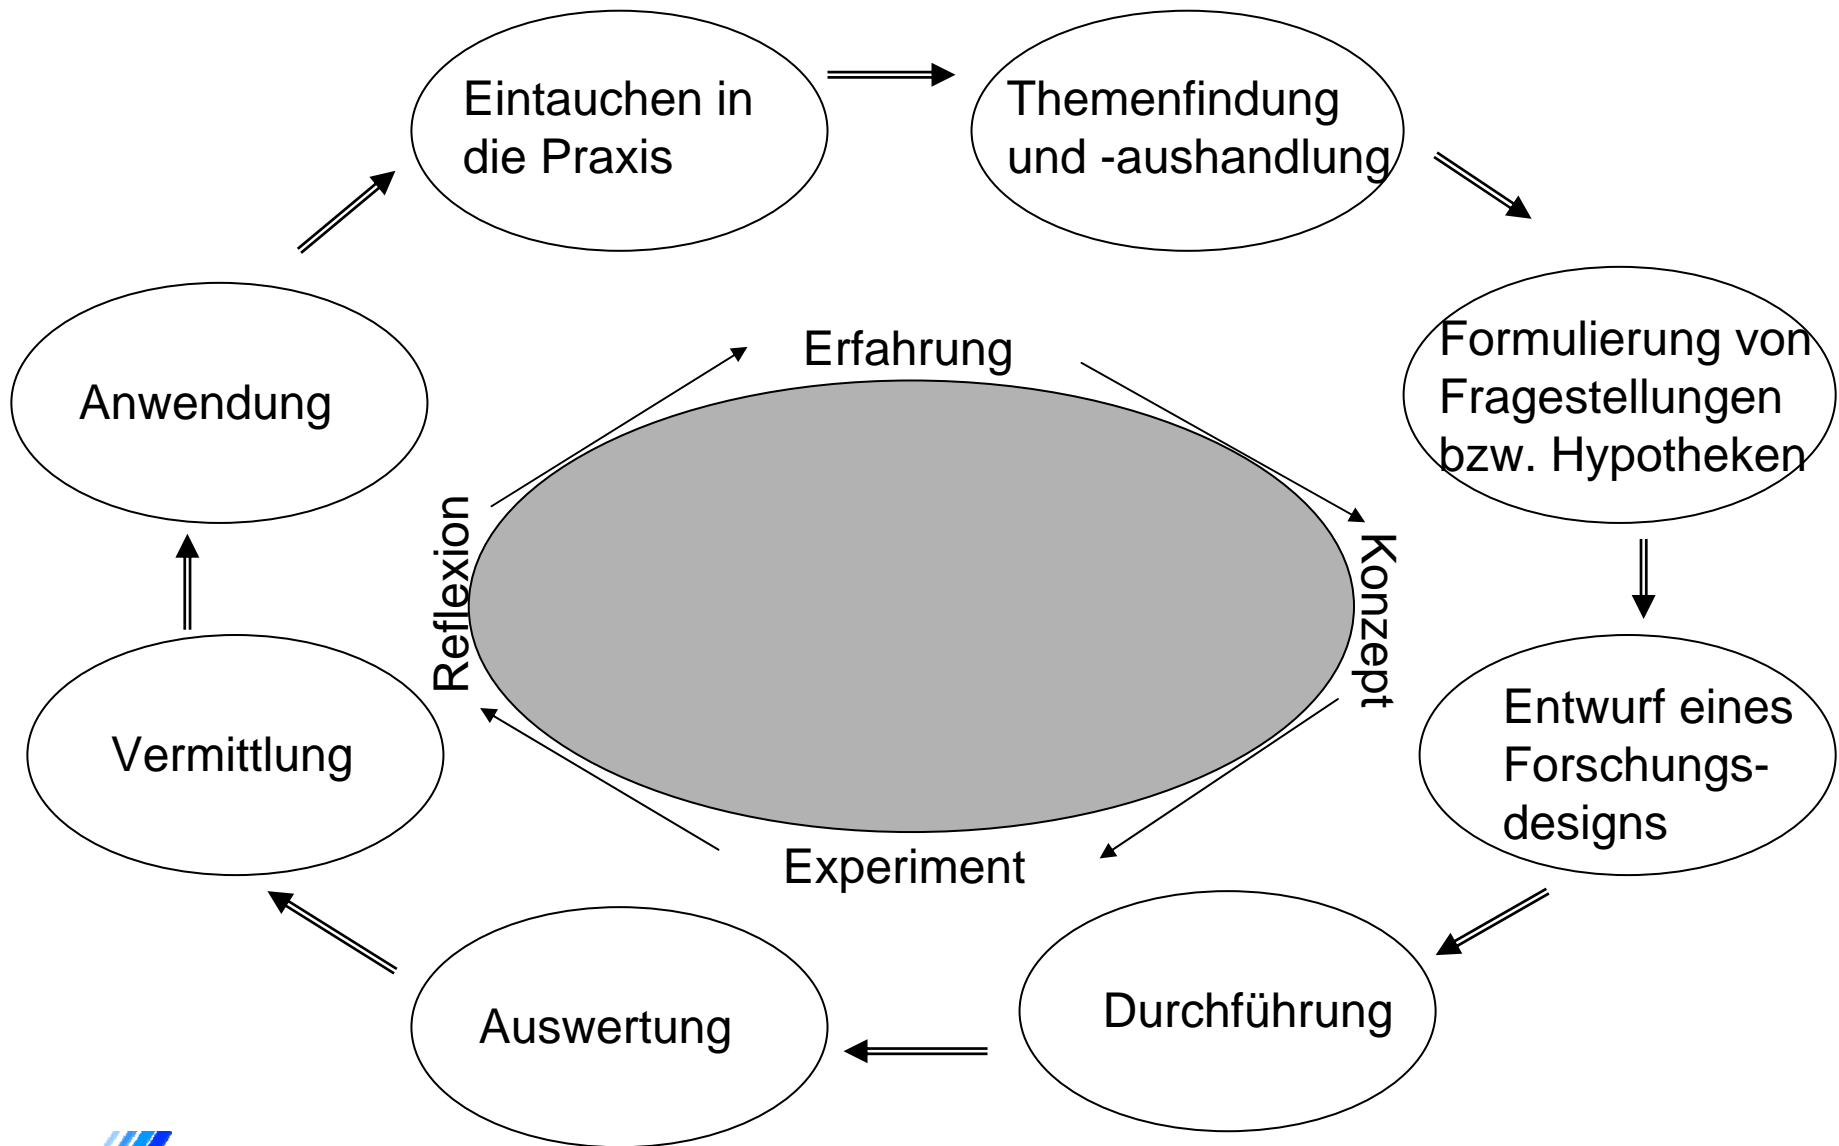 Eintauchen in
die Praxis
Themenfindung
und -aushandlung
Formulierung von
Fragestellungen
bzw. Hypotheken
Entwurf eines
Forschungs-
designs
Durchführung
Auswertung
Vermittlung
Anwendung
Erfahrung
Konzept
Experiment
Reflexion